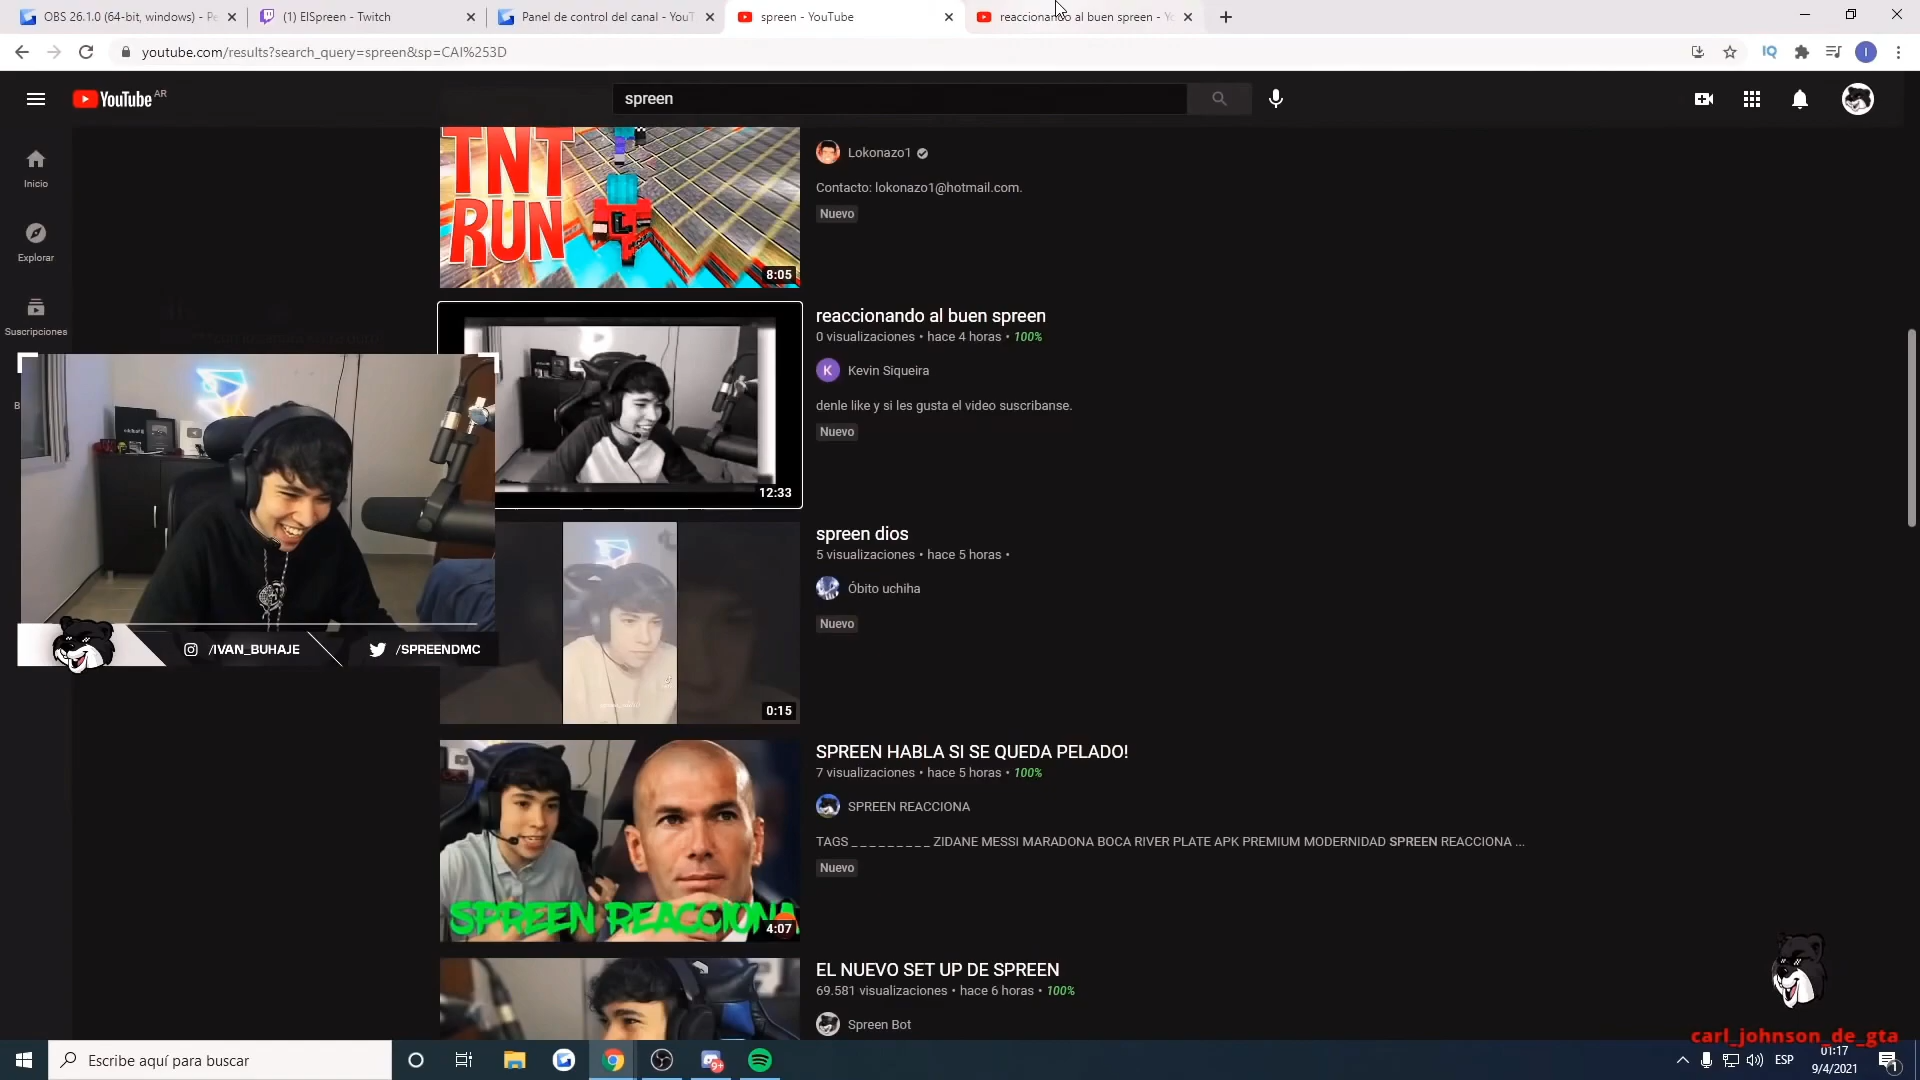 OBS 26.1.0 (64-bit, windows) - Pe
(1) ElSpreen - Twitch
Panel de control del canal - YouT
spreen - YouTube
reaccionando al buen spreen - Yo
youtube.com/results?search_query=spreen&sp=CAI%253D
IQ
I
YouTube AR
spreen
Inicio
Explorar
Suscripciones
B
TNT
RUN
8:05
Lokonazo1
Contacto: lokonazo1@hotmail.com.
Nuevo
12:33
reaccionando al buen spreen
0 visualizaciones • hace 4 horas • 100%
K
Kevin Siqueira
denle like y si les gusta el video suscribanse.
Nuevo
/IVAN_BUHAJE
/SPREENDMC
0:15
spreen dios
5 visualizaciones • hace 5 horas •
Óbito uchiha
Nuevo
SPREEN REACCIONA
4:07
SPREEN HABLA SI SE QUEDA PELADO!
7 visualizaciones • hace 5 horas • 100%
SPREEN REACCIONA
TAGS _ _ _ _ _ _ _ _ _ ZIDANE MESSI MARADONA BOCA RIVER PLATE APK PREMIUM MODERNIDAD SPREEN REACCIONA ...
Nuevo
EL NUEVO SET UP DE SPREEN
69.581 visualizaciones • hace 6 horas • 100%
Spreen Bot
carl_johnson_de_gta
Escribe aquí para buscar
9+
ESP
01:17
9/4/2021
1